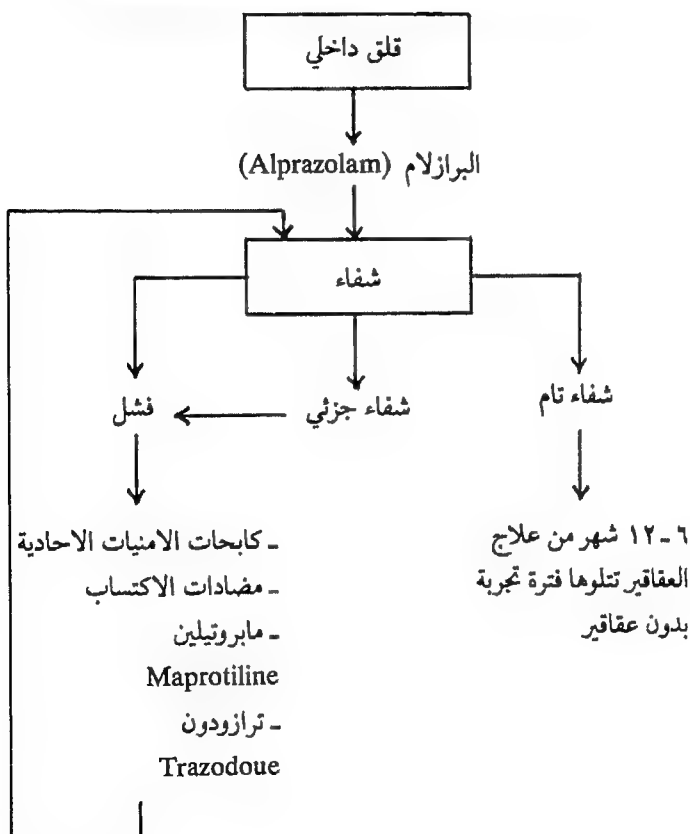 قلق داخلي
البرازلام (Alprazolam)
شفاء
شفاء تام
شفاء جزئي
فشل
٦ ـ ١٢ شهر من علاج
العقاقير تتلوها فترة تجربة
بدون عقاقير
ـ كابحات الامنيات الاحادية
ـ مضادات الاكتساب
ـ مابروتيلين
Maprotiline
ـ ترازودون
Trazodoue